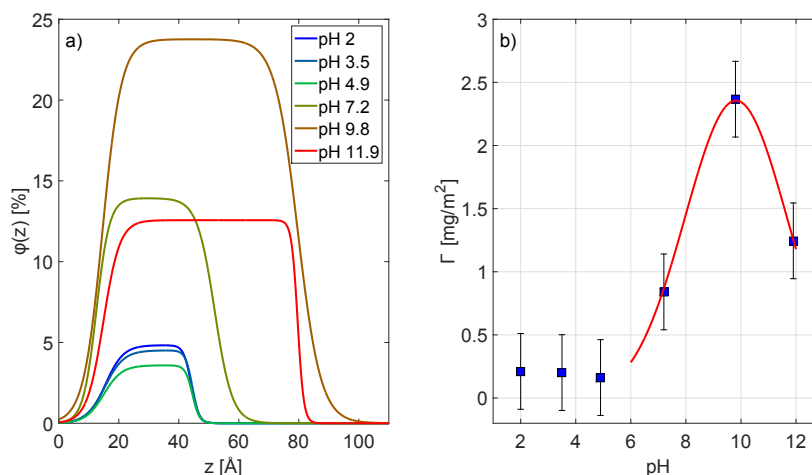 a)
pH 2
pH 3.5
pH 4.9
pH 7.2
pH 9.8
pH 11.9
25
20
15
10
5
0
φ(z) [%]
0 20 40 60 80 100
z [Å]
b)
3
2.5
2
1.5
1
0.5
0
Γ [mg/m²]
2 4 6 8 10 12
pH